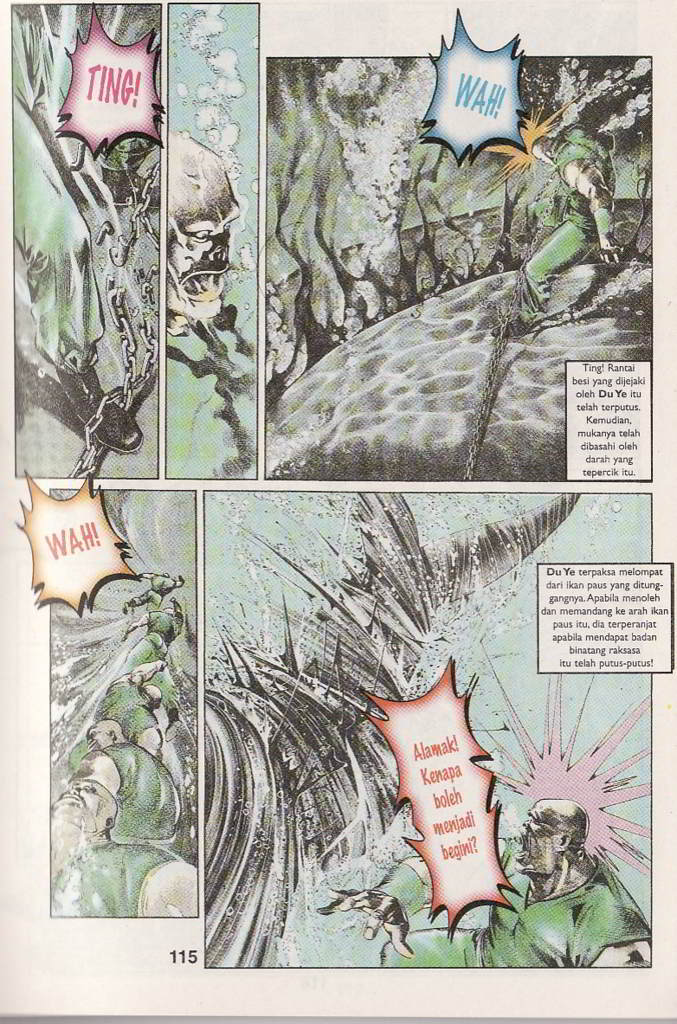 TING!
WAH!
Ting! Rantai
besi yang dijejaki
oleh Du Ye itu
telah terputus.
Kemudian,
mukanya telah
dibasahi oleh
darah yang
tepercik itu.
WAH!
Du Ye terpaksa melompat
dari ikan paus yang ditung-
gangnya. Apabila menoleh
dan memandang ke arah ikan
paus itu, dia terperanjat
apabila mendapat badan
binatang raksasa
itu telah putus-putus!
Alamak!
Kenapa
boleh
menjadi
begini?
115